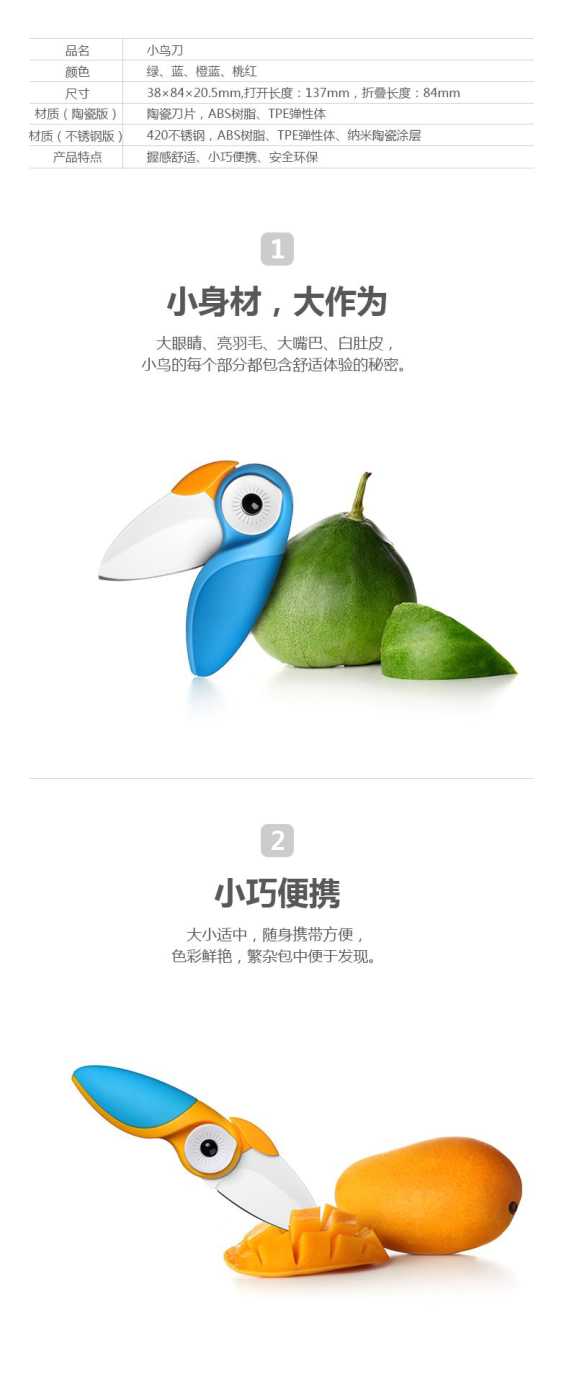 品名 小鸟刀
颜色 绿、蓝、橙蓝、桃红
尺寸 38×84×20.5mm,打开长度：137mm，折叠长度：84mm
材质（陶瓷版） 陶瓷刀片，ABS树脂、TPE弹性体
材质（不锈钢版） 420不锈钢，ABS树脂、TPE弹性体、纳米陶瓷涂层
产品特点 握感舒适、小巧便携、安全环保
1
小身材，大作为
大眼睛、亮羽毛、大嘴巴、白肚皮，
小鸟的每个部分都包含舒适体验的秘密。
2
小巧便携
大小适中，随身携带方便，
色彩鲜艳，繁杂包中便于发现。